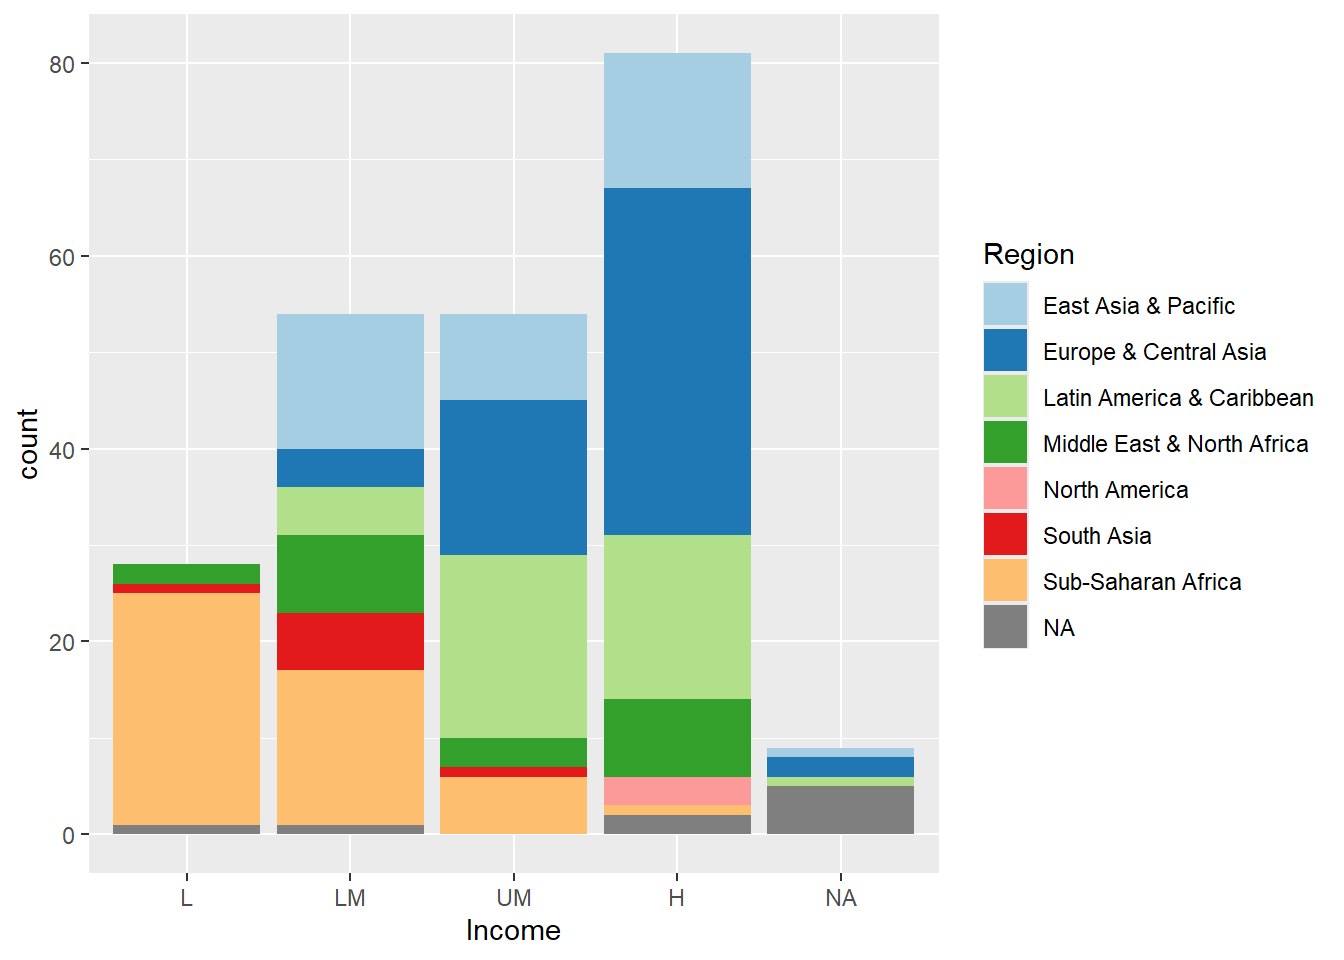 80
60
40
20
0
count
L LM UM H NA
Income
Region
East Asia & Pacific
Europe & Central Asia
Latin America & Caribbean
Middle East & North Africa
North America
South Asia
Sub-Saharan Africa
NA